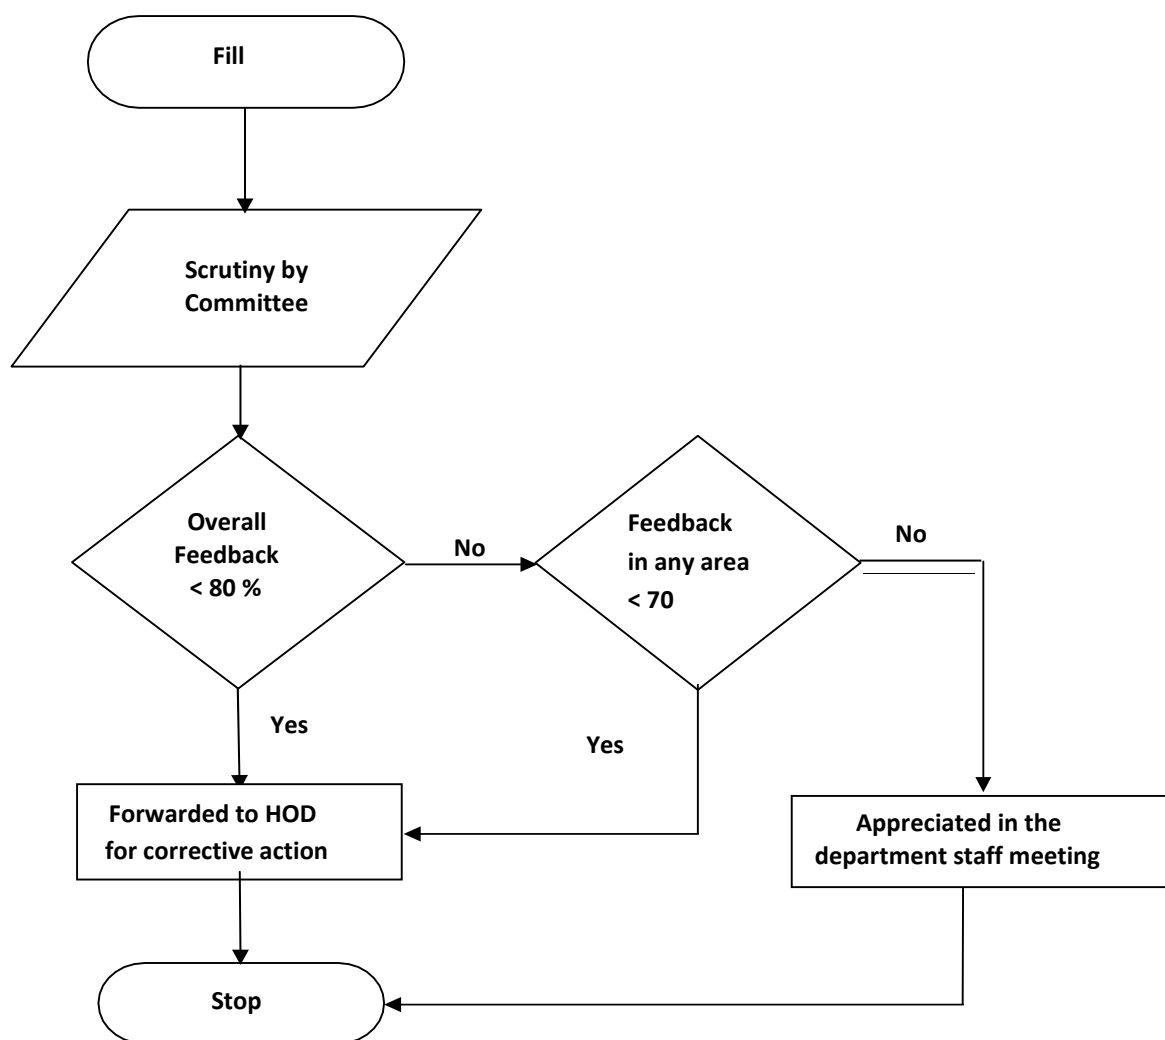 Fill
Scrutiny by
Committee
Overall
Feedback
< 80 %
No
Feedback
in any area
< 70
No
Yes
Yes
Forwarded to HOD
for corrective action
Appreciated in the
department staff meeting
Stop